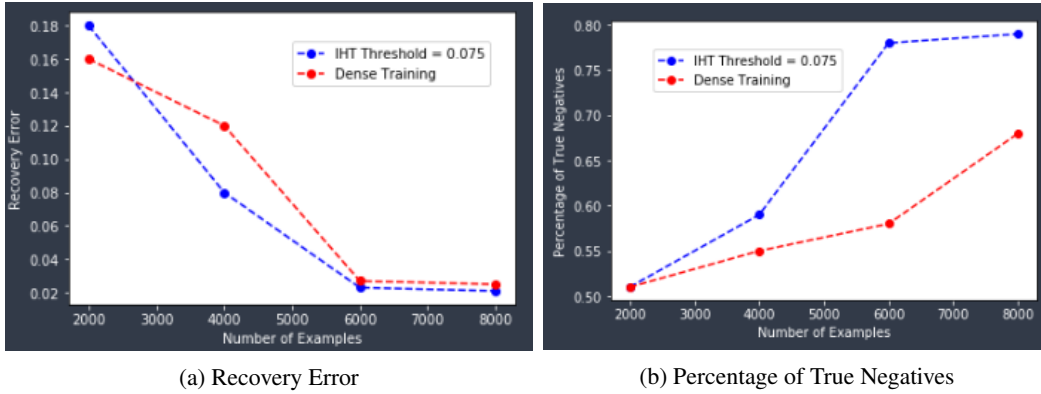 0.18
0.16
0.14
0.12
0.10
0.08
0.06
0.04
0.02
Recovery Error
IHT Threshold = 0.075
Dense Training
2000 3000 4000 5000 6000 7000 8000
Number of Examples
(a) Recovery Error
0.80
0.75
0.70
0.65
0.60
0.55
0.50
Percentage of True Negatives
IHT Threshold = 0.075
Dense Training
2000 3000 4000 5000 6000 7000 8000
Number of Examples
(b) Percentage of True Negatives